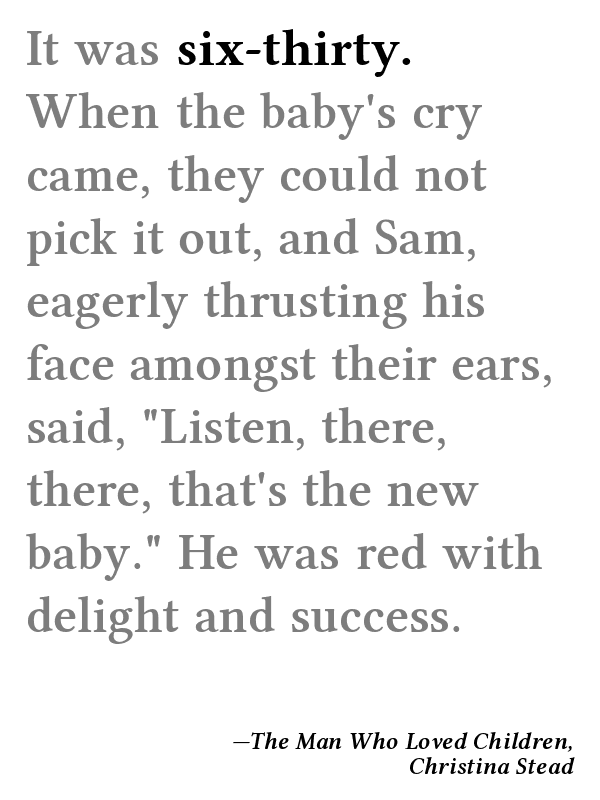 It was six-thirty.
When the baby's cry
came, they could not
pick it out, and Sam,
eagerly thrusting his
face amongst their ears,
said, "Listen, there,
there, that's the new
baby." He was red with
delight and success.
—The Man Who Loved Children,
Christina Stead